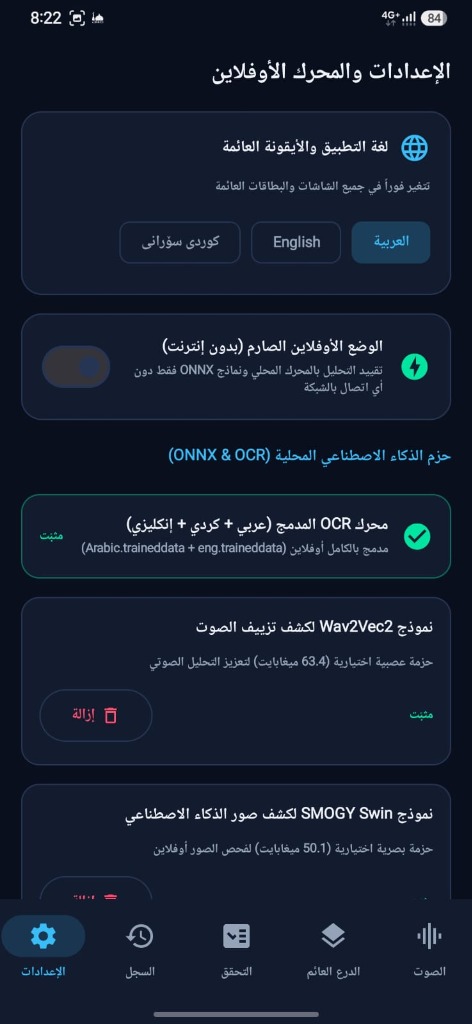 8:22
4G+
84
الإعدادات والمحرك الأوفلاين
لغة التطبيق والأيقونة العائمة
تتغير فوراً في جميع الشاشات والبطاقات العائمة
العربية
English
کوردی سۆرانی
الوضع الأوفلاين الصارم (بدون إنترنت)
تقييد التحليل بالمحرك المحلي ونماذج ONNX فقط دون
أي اتصال بالشبكة
حزم الذكاء الاصطناعي المحلية (ONNX & OCR)
محرك OCR المدمج (عربي + كردي + إنكليزي)
مدمج بالكامل أوفلاين (Arabic.traineddata + eng.traineddata)
مثبت
نموذج Wav2Vec2 لكشف تزييف الصوت
حزمة عصبية اختيارية (63.4 ميغابايت) لتعزيز التحليل الصوتي
مثبت
إزالة
نموذج SMOGY Swin لكشف صور الذكاء الاصطناعي
حزمة بصرية اختيارية (50.1 ميغابايت) لفحص الصور أوفلاين
الصوت
الدرع العائم
التحقق
السجل
الإعدادات